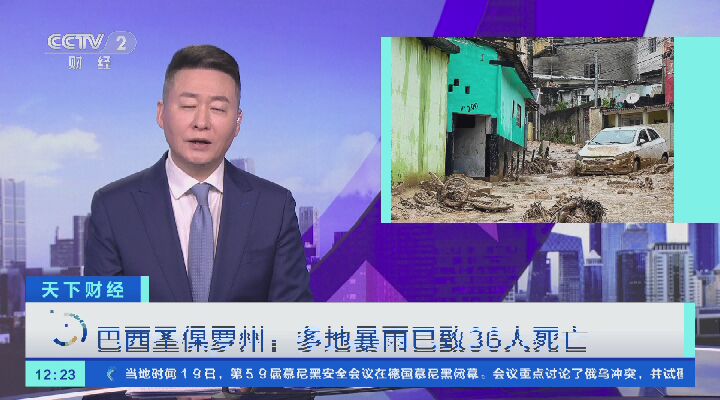 CCTV 2
财经
天下财经
巴西圣保罗州：多地暴雨已致36人死亡
12:23 当地时间19日，第59届慕尼黑安全会议在德国慕尼黑闭幕。会议重点讨论了俄乌冲突，并试